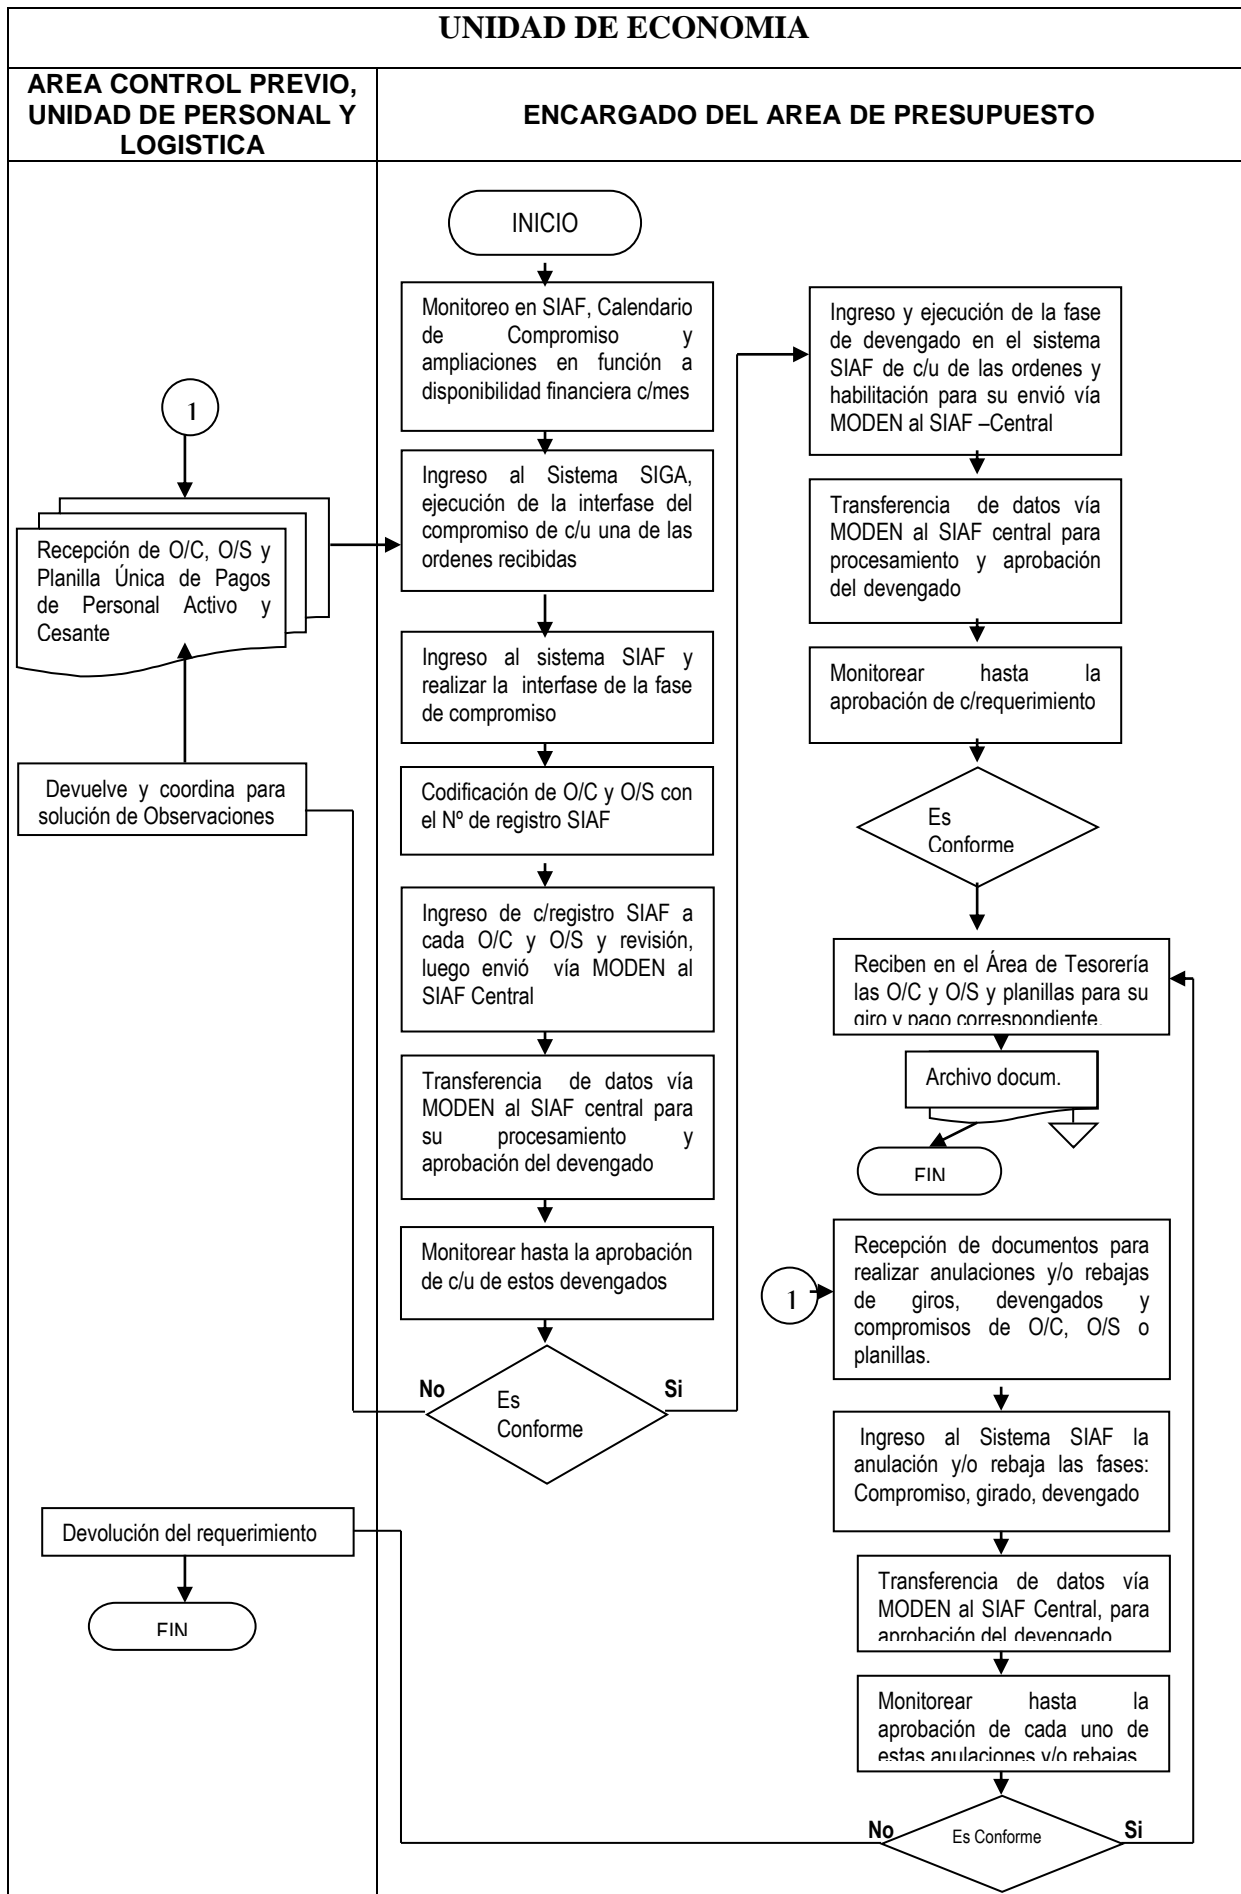 UNIDAD DE ECONOMIA
AREA CONTROL PREVIO,
UNIDAD DE PERSONAL Y
LOGISTICA
ENCARGADO DEL AREA DE PRESUPUESTO
1
Recepción de O/C, O/S y
Planilla Única de Pagos
de Personal Activo y
Cesante
Devuelve y coordina para
solución de Observaciones
Devolución del requerimiento
FIN
INICIO
Monitoreo en SIAF, Calendario
de Compromiso y
ampliaciones en función a
disponibilidad financiera c/mes
Ingreso al Sistema SIGA,
ejecución de la interfase del
compromiso de c/u una de las
ordenes recibidas
Ingreso al sistema SIAF y
realizar la interfase de la fase
de compromiso
Codificación de O/C y O/S con
el Nº de registro SIAF
Ingreso de c/registro SIAF a
cada O/C y O/S y revisión,
luego envió vía MODEN al
SIAF Central
Transferencia de datos vía
MODEN al SIAF central para
su procesamiento y
aprobación del devengado
Monitorear hasta la aprobación
de c/u de estos devengados
No
Es
Conforme
Si
Ingreso y ejecución de la fase
de devengado en el sistema
SIAF de c/u de las ordenes y
habilitación para su envió vía
MODEN al SIAF –Central
Transferencia de datos vía
MODEN al SIAF central para
procesamiento y aprobación
del devengado
Monitorear hasta la
aprobación de c/requerimiento
Es
Conforme
Reciben en el Área de Tesorería
las O/C y O/S y planillas para su
giro y pago correspondiente.
Archivo docum.
FIN
1
Recepción de documentos para
realizar anulaciones y/o rebajas
de giros, devengados y
compromisos de O/C, O/S o
planillas.
Ingreso al Sistema SIAF la
anulación y/o rebaja las fases:
Compromiso, girado, devengado
Transferencia de datos vía
MODEN al SIAF Central, para
aprobación del devengado
Monitorear hasta la
aprobación de cada uno de
estas anulaciones y/o rebajas
No
Es Conforme
Si